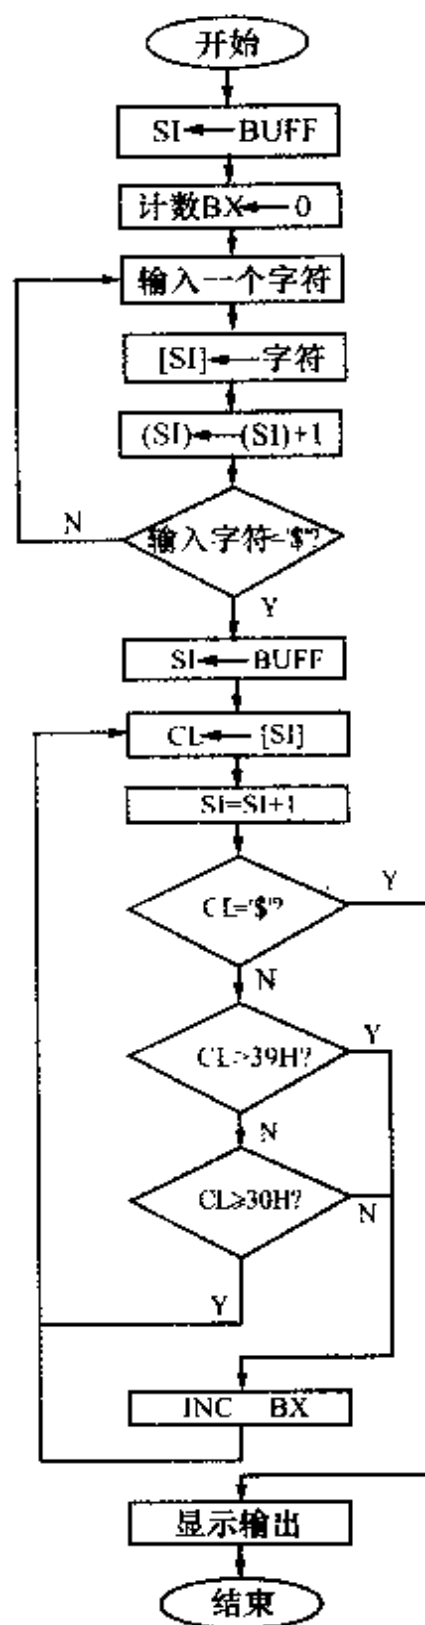 开始
SI←BUFF
计数BX←0
输入一个字符
[SI]←字符
(SI)←(SI)+1
输入字符='$'?
N
Y
SI←BUFF
CL←[SI]
SI=SI+1
CL='$'?
Y
N
CL>39H?
Y
N
CL≥30H?
N
Y
INC BX
显示输出
结束